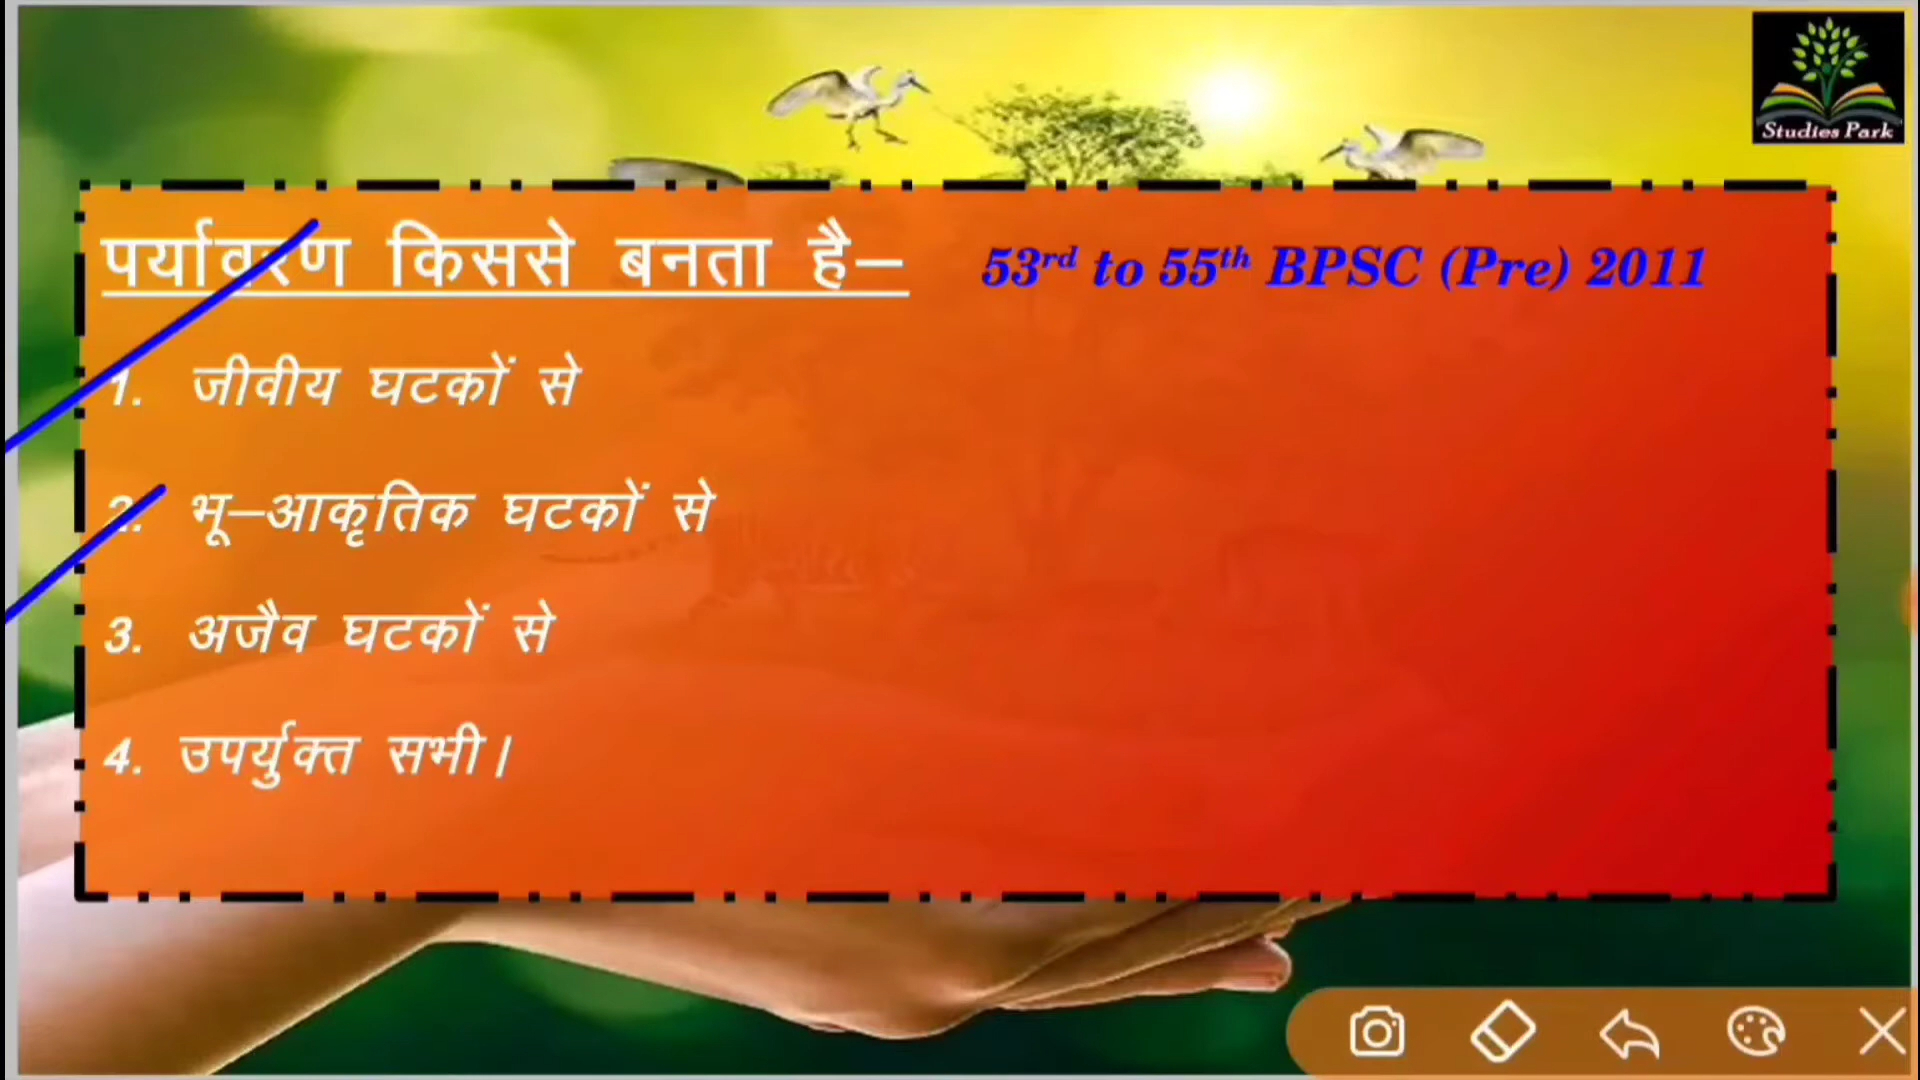 Studies Park
पर्यावरण किससे बनता है– 53rd to 55th BPSC (Pre) 2011
1. जीवीय घटकों से
2. भू–आकृतिक घटकों से
3. अजैव घटकों से
4. उपर्युक्त सभी।